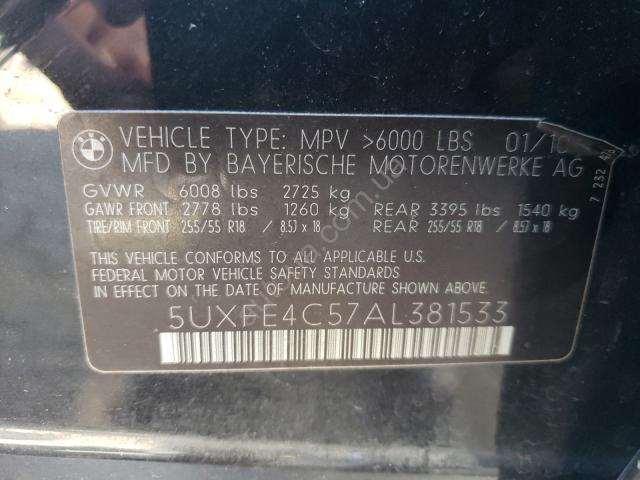 BMW
VEHICLE TYPE: MPV >6000 LBS 01/10
MFD BY BAYERISCHE MOTORENWERKE AG
GVWR 6008 lbs 2725 kg
GAWR FRONT 2778 lbs 1260 kg REAR 3395 lbs 1540 kg
TIRE/RIM FRONT 255/55 R18 // 8.5J x 18 REAR 255/55 R18 // 8.5J x 18
THIS VEHICLE CONFORMS TO ALL APPLICABLE U.S.
FEDERAL MOTOR VEHICLE SAFETY STANDARDS
IN EFFECT ON THE DATE OF MANUFACTURE SHOWN ABOVE.
5UXFE4C57AL381533
7 232